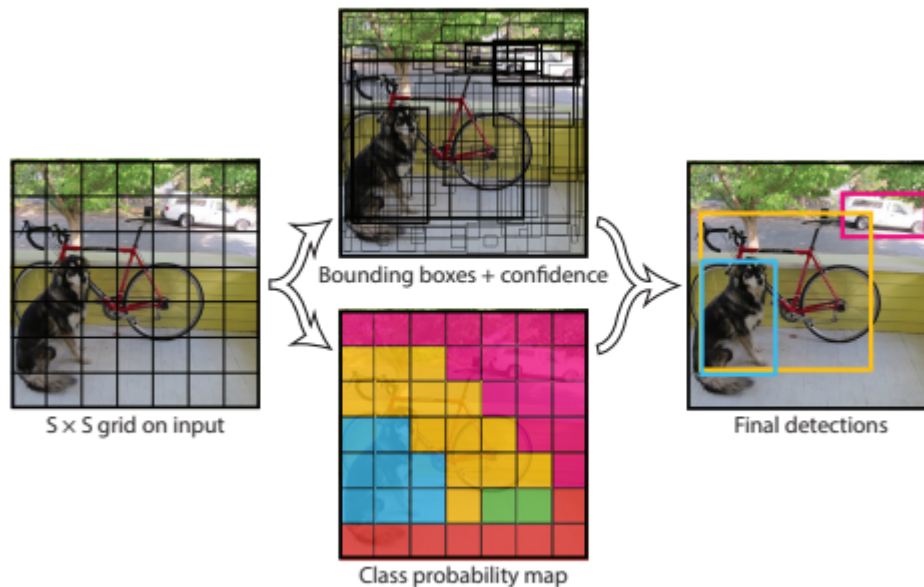 Bounding boxes + confidence
S × S grid on input
Final detections
Class probability map